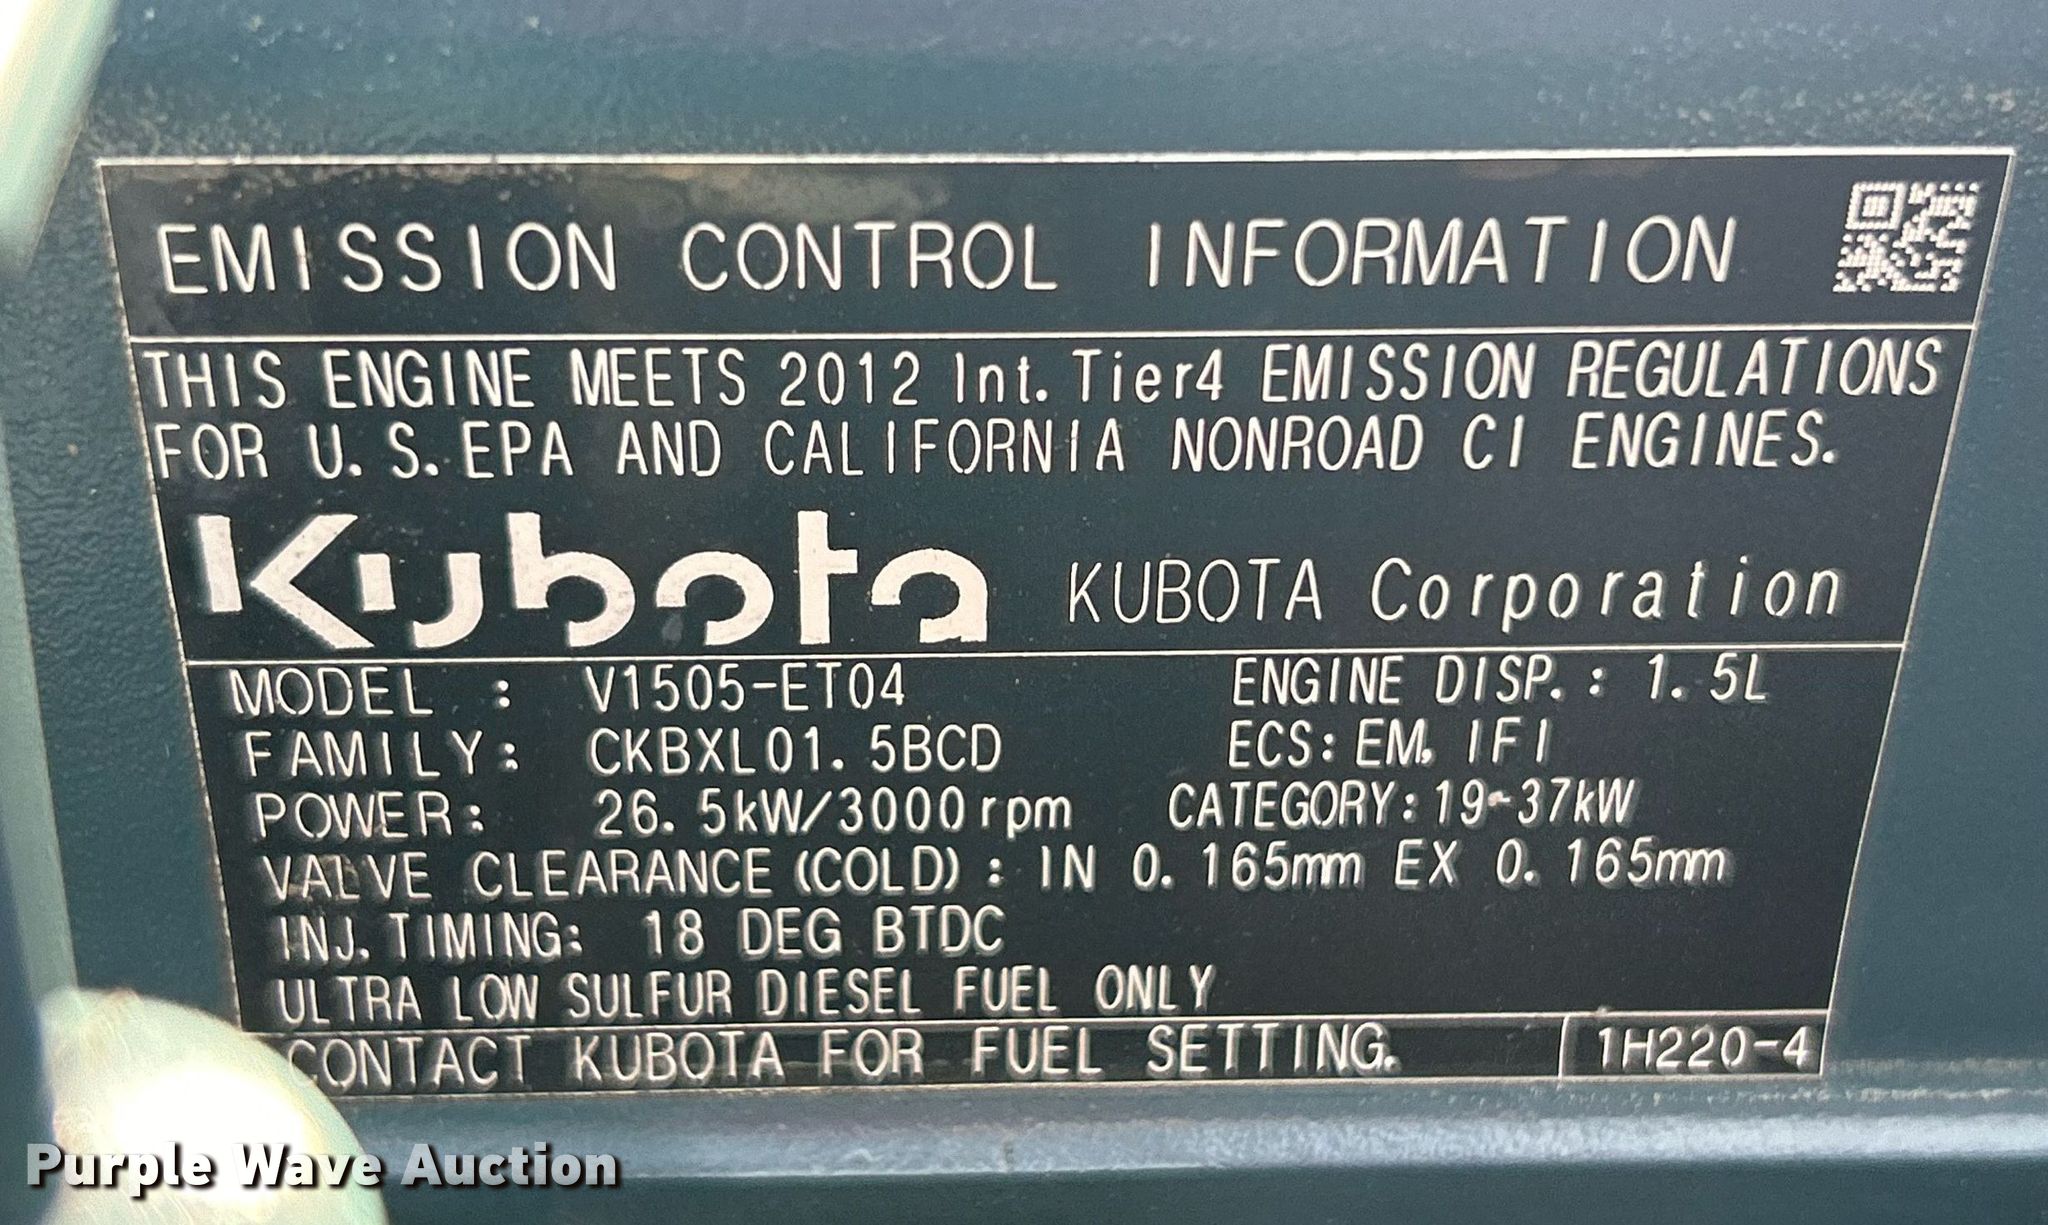 EMISSION CONTROL INFORMATION
THIS ENGINE MEETS 2012 Int. Tier4 EMISSION REGULATIONS
FOR U.S. EPA AND CALIFORNIA NONROAD CI ENGINES.
Kubota KUBOTA Corporation
MODEL : V1505-ET04 ENGINE DISP. : 1.5L
FAMILY: CKBXL01.5BCD ECS: EM, IFI
POWER: 26.5kW/3000rpm CATEGORY: 19-37kW
VALVE CLEARANCE (COLD) : IN 0.165mm EX 0.165mm
INJ. TIMING: 18 DEG BTDC
ULTRA LOW SULFUR DIESEL FUEL ONLY
CONTACT KUBOTA FOR FUEL SETTING. 1H220-4
Purple Wave Auction